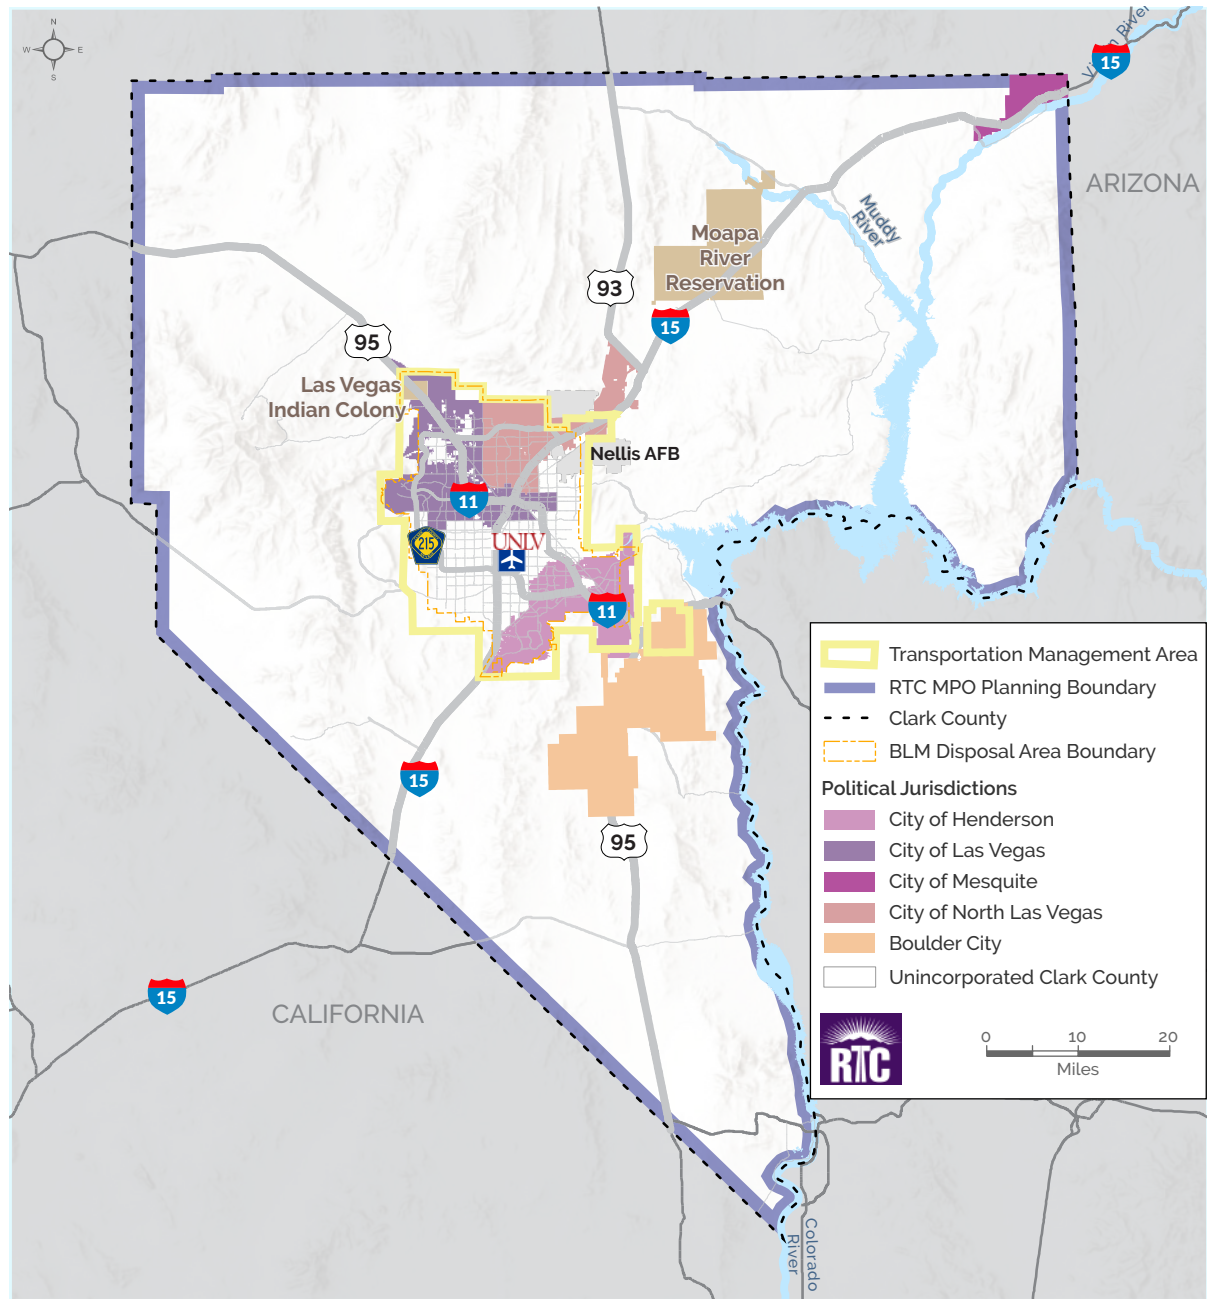 N
W E
S
15
Virgin River
ARIZONA
Muddy
River
Moapa
River
Reservation
93
15
95
Las Vegas
Indian Colony
Nellis AFB
11
215
UNLV
11
15
95
15
CALIFORNIA
Colorado
River
Transportation Management Area
RTC MPO Planning Boundary
Clark County
BLM Disposal Area Boundary
Political Jurisdictions
City of Henderson
City of Las Vegas
City of Mesquite
City of North Las Vegas
Boulder City
Unincorporated Clark County
RTC
0 10 20
Miles